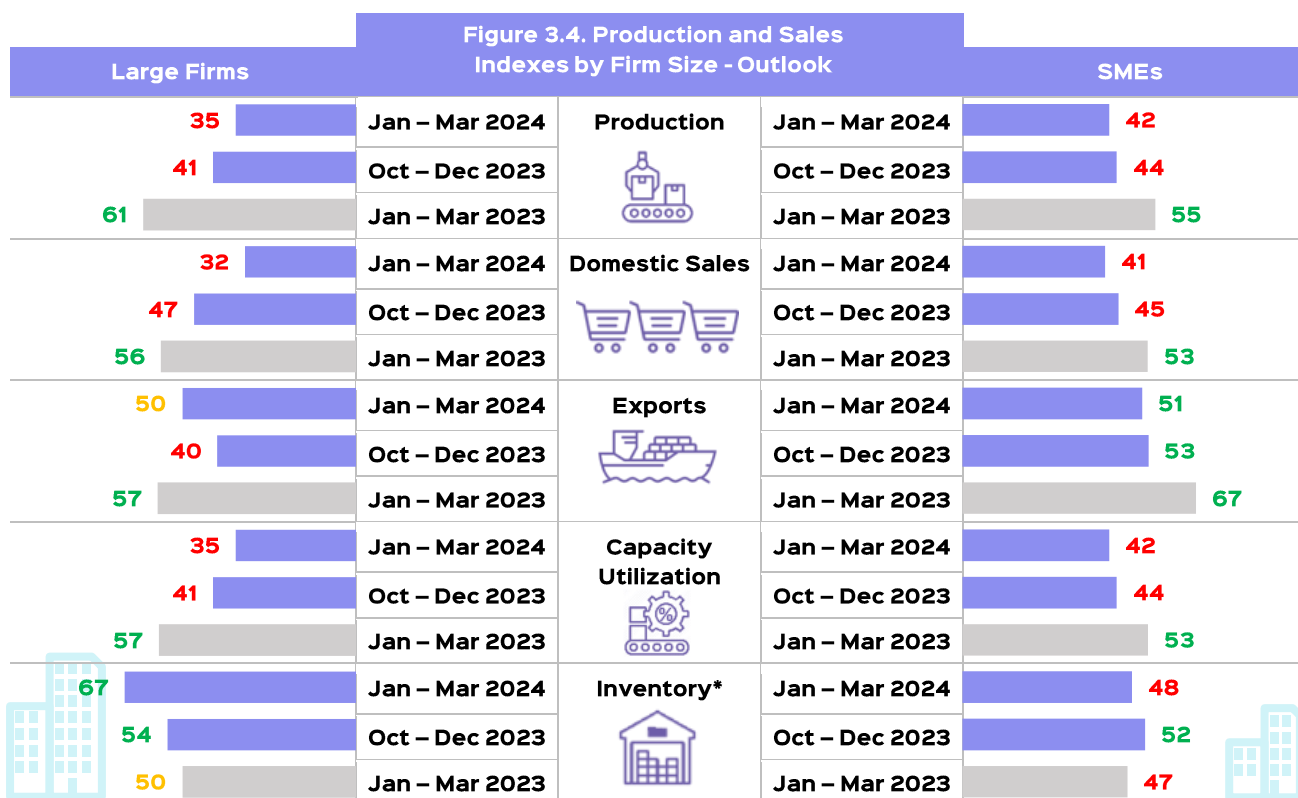 Figure 3.4. Production and Sales
Indexes by Firm Size - Outlook
Large Firms
SMEs
35 Jan – Mar 2024 Production Jan – Mar 2024 42
41 Oct – Dec 2023 Oct – Dec 2023 44
61 Jan – Mar 2023 Jan – Mar 2023 55
32 Jan – Mar 2024 Domestic Sales Jan – Mar 2024 41
47 Oct – Dec 2023 Oct – Dec 2023 45
56 Jan – Mar 2023 Jan – Mar 2023 53
50 Jan – Mar 2024 Exports Jan – Mar 2024 51
40 Oct – Dec 2023 Oct – Dec 2023 53
57 Jan – Mar 2023 Jan – Mar 2023 67
35 Jan – Mar 2024 Capacity Jan – Mar 2024 42
Utilization
41 Oct – Dec 2023 % Oct – Dec 2023 44
57 Jan – Mar 2023 Jan – Mar 2023 53
67 Jan – Mar 2024 Inventory* Jan – Mar 2024 48
54 Oct – Dec 2023 Oct – Dec 2023 52
50 Jan – Mar 2023 Jan – Mar 2023 47